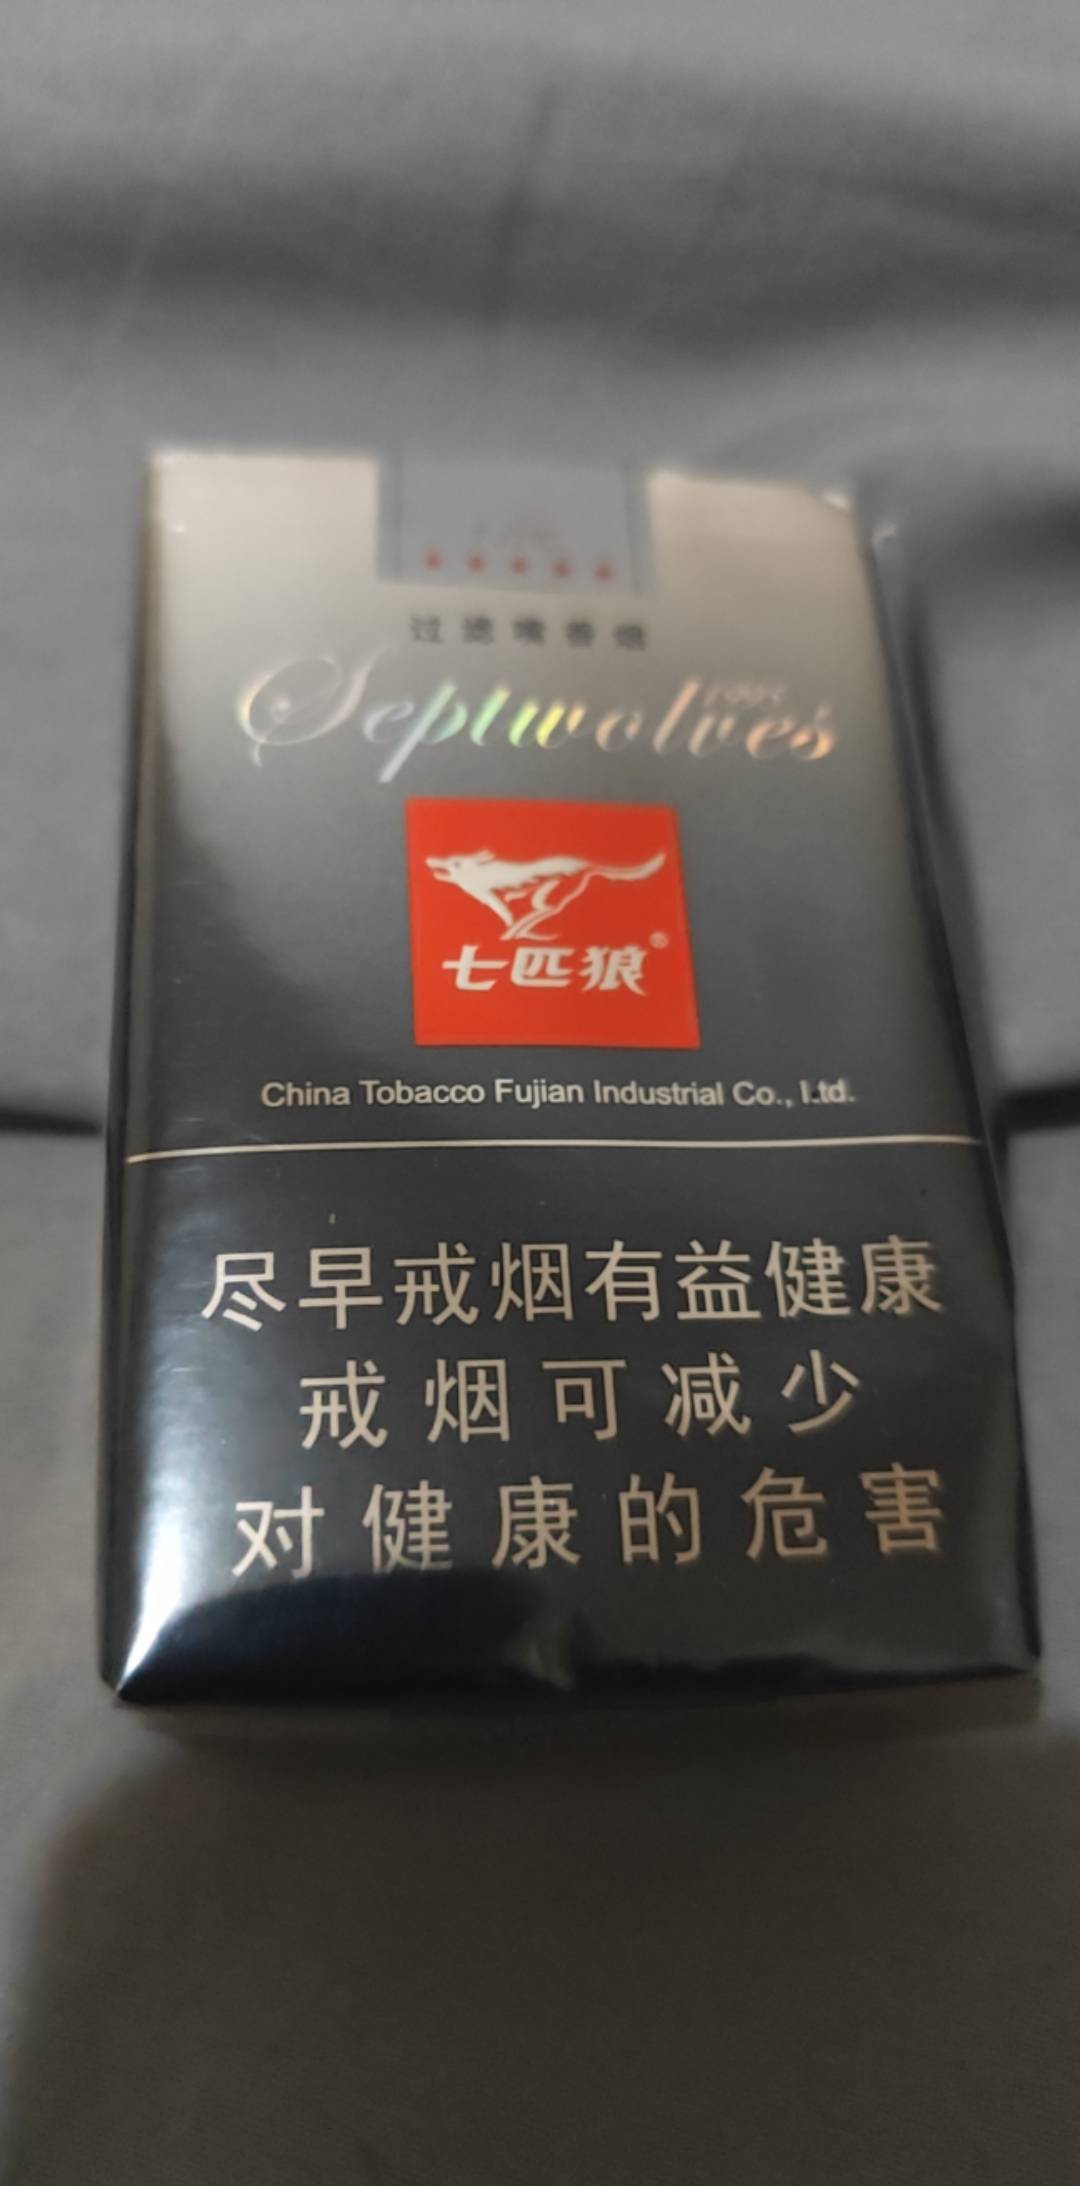 过滤嘴香烟
Septwolves
1995
七匹狼®
China Tobacco Fujian Industrial Co., Ltd.
尽早戒烟有益健康
戒烟可减少
对健康的危害